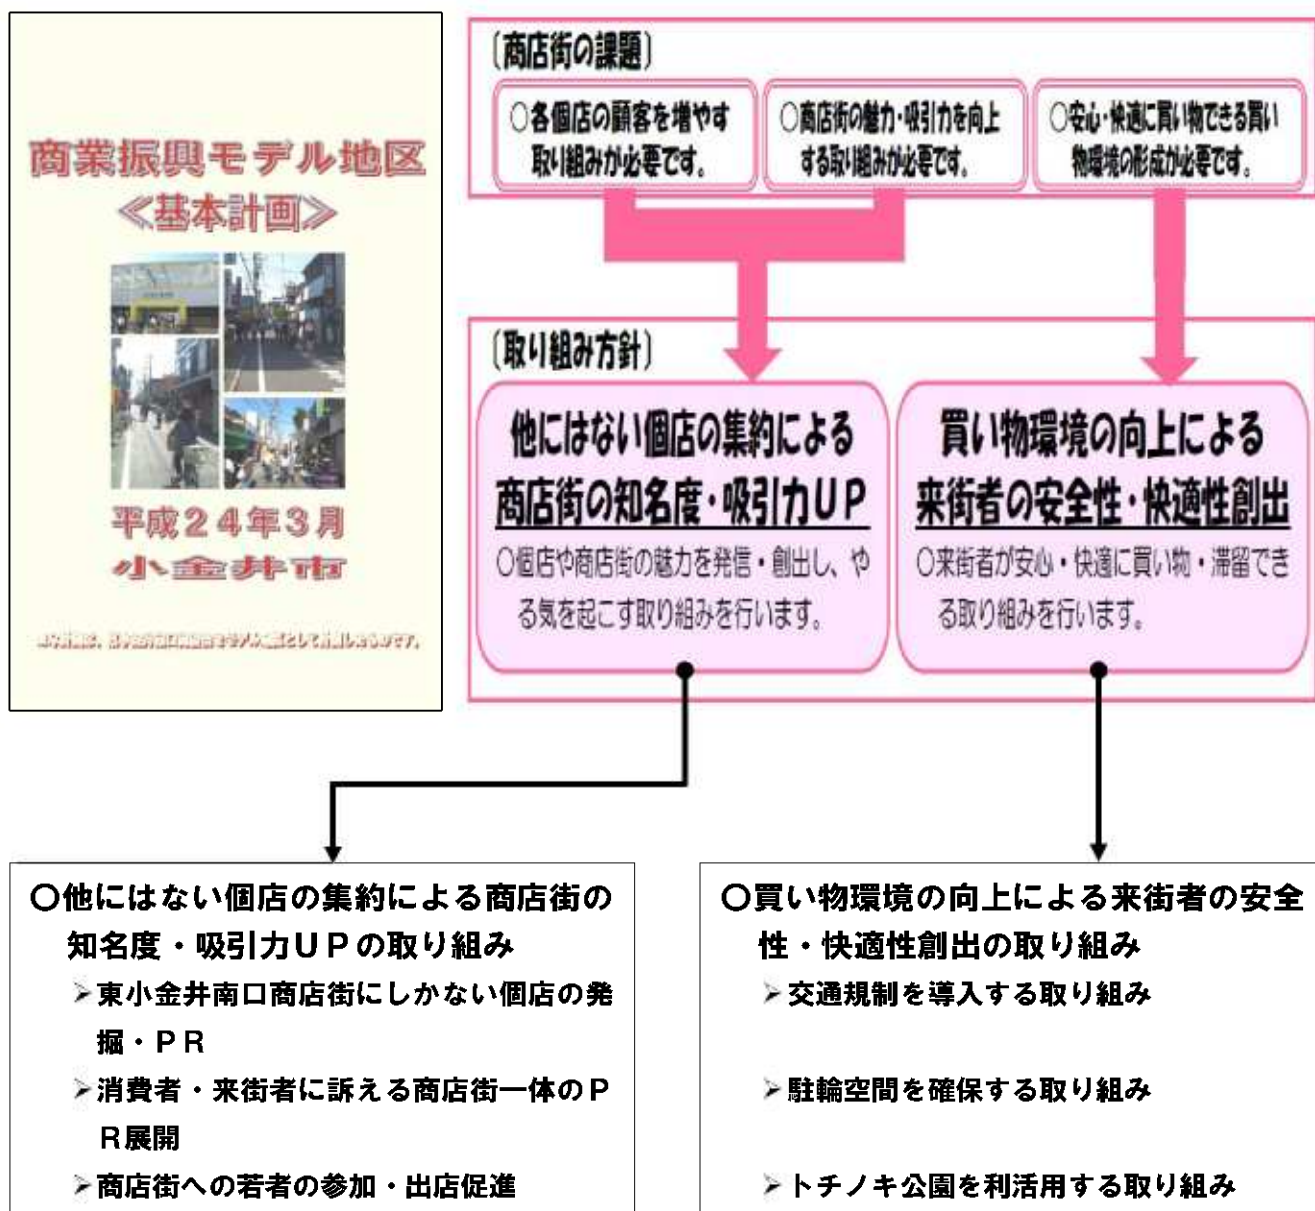 商業振興モデル地区
≪基本計画≫
平成24年3月
小金井市
〔商店街の課題〕
○各個店の顧客を増やす
取り組みが必要です。
○商店街の魅力・吸引力を向上
する取り組みが必要です。
○安心・快適に買い物できる買い
物環境の形成が必要です。
〔取り組み方針〕
他にはない個店の集約による
商店街の知名度・吸引力UP
○個店や商店街の魅力を発信・創出し、や
る気を起こす取り組みを行います。
買い物環境の向上による
来街者の安全性・快適性創出
○来街者が安心・快適に買い物・滞留でき
る取り組みを行います。
○他にはない個店の集約による商店街の
知名度・吸引力UPの取り組み
➢東小金井南口商店街にしかない個店の発
掘・PR
➢消費者・来街者に訴える商店街一体のP
R展開
➢商店街への若者の参加・出店促進
○買い物環境の向上による来街者の安全
性・快適性創出の取り組み
➢交通規制を導入する取り組み
➢駐輪空間を確保する取り組み
➢トチノキ公園を利活用する取り組み